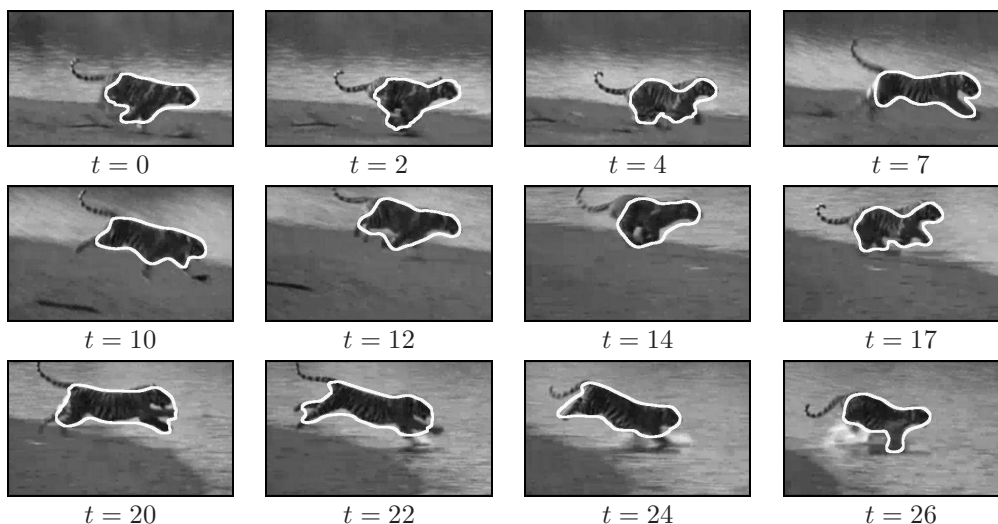 t = 0
t = 2
t = 4
t = 7
t = 10
t = 12
t = 14
t = 17
t = 20
t = 22
t = 24
t = 26